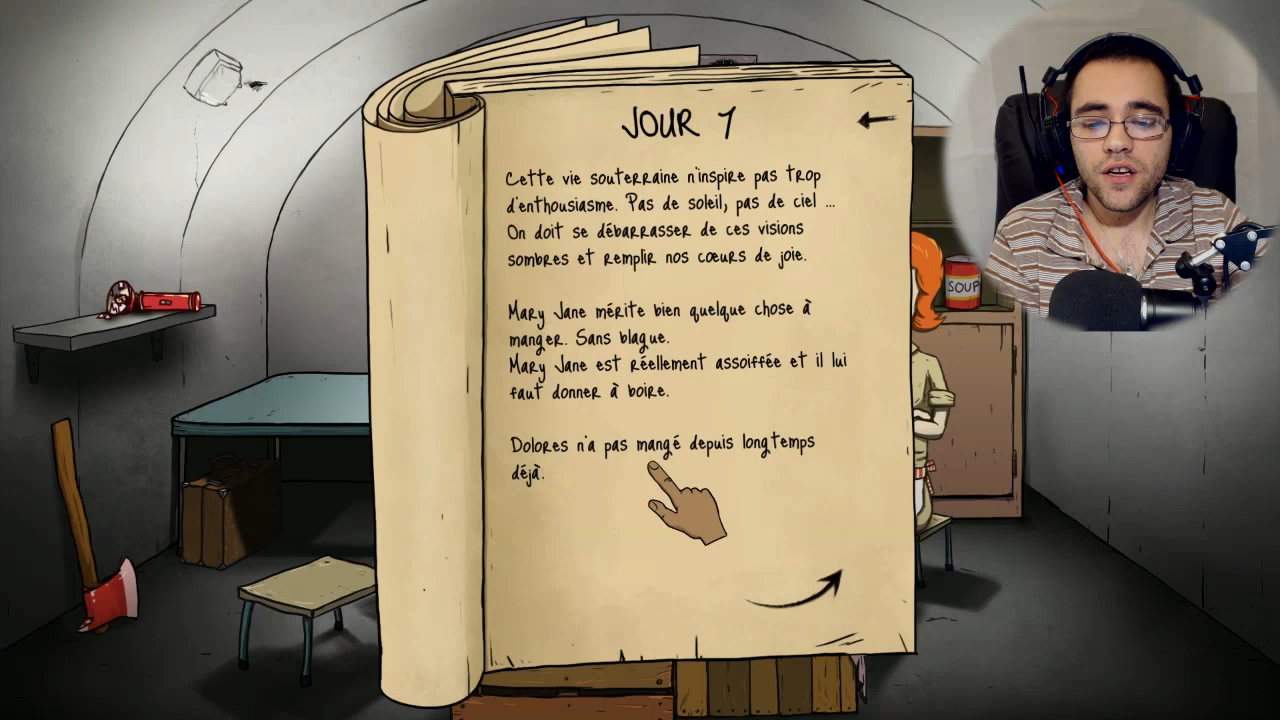 JOUR 7
Cette vie souterraine n'inspire pas trop
d'enthousiasme. Pas de soleil, pas de ciel ...
On doit se débarrasser de ces visions
sombres et remplir nos cœurs de joie.
Mary Jane mérite bien quelque chose à
manger. Sans blague.
Mary Jane est réellement assoiffée et il lui
faut donner à boire.
Dolores n'a pas mangé depuis longtemps
déjà.
SOUP